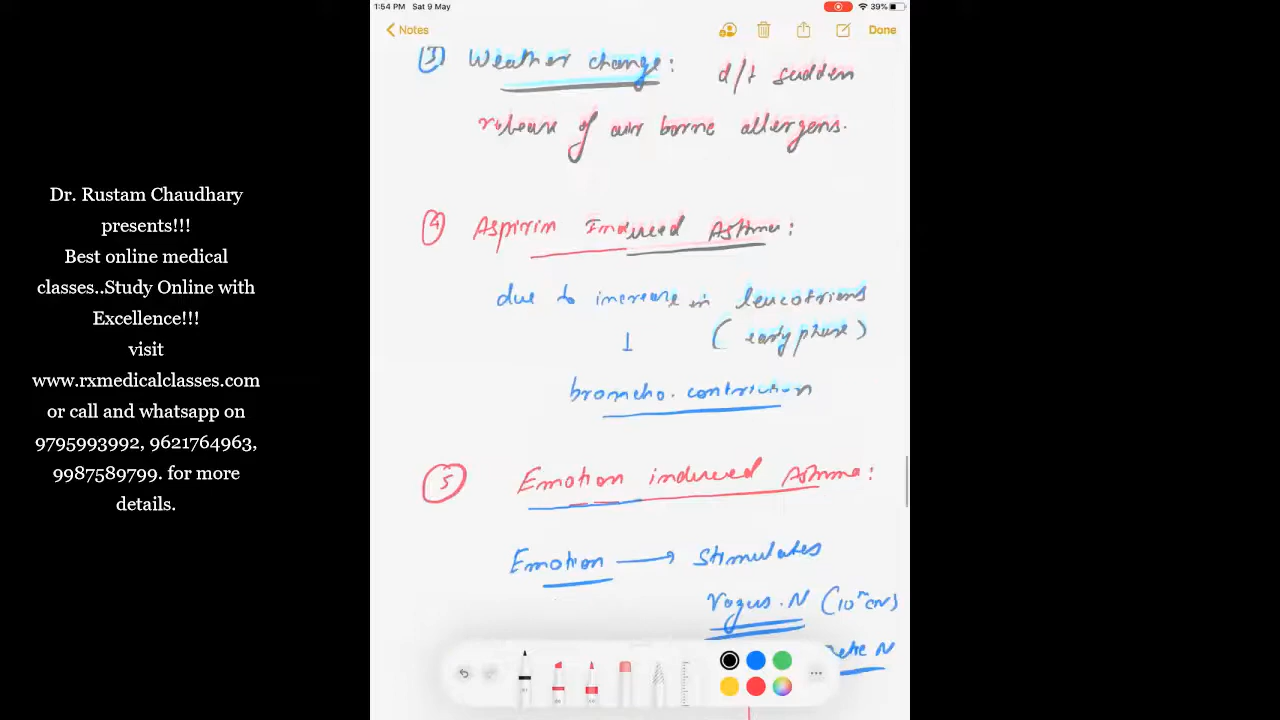 1:54 PM Sat 9 May
39%
Notes
Done
Dr. Rustam Chaudhary
presents!!!
Best online medical
classes..Study Online with
Excellence!!!
visit
www.rxmedicalclasses.com
or call and whatsapp on
9795993992, 9621764963,
9987589799. for more
details.
③ Weather change: d/t sudden
release of air borne allergens.
④ Aspirin Induced Asthma:
due to increase in leucotriens
↓ (early phase)
broncho.contriction
⑤ Emotion induced Asthma:
Emotion → Stimulates
Vagus.N (10th CN)
N